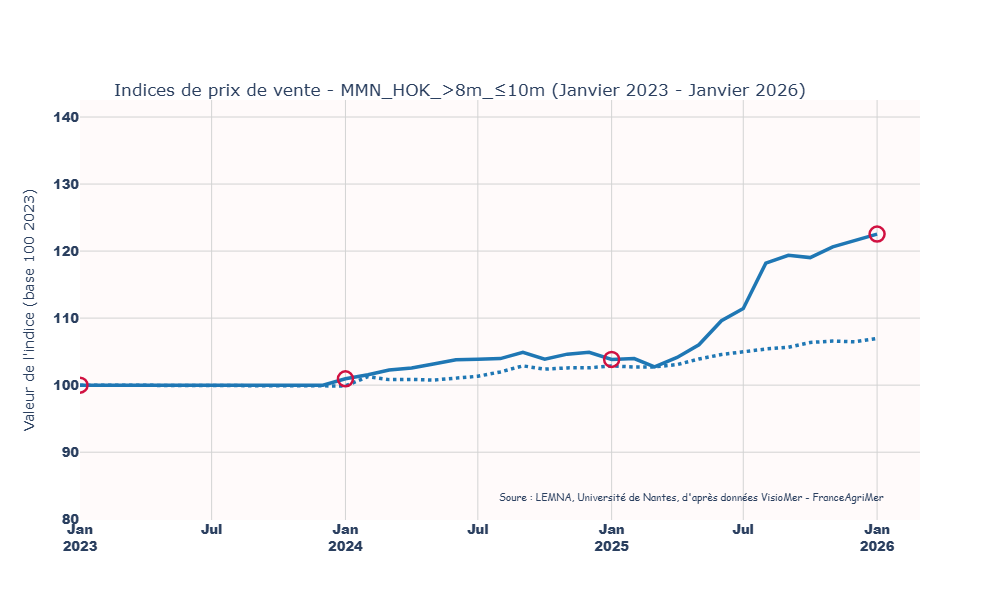 Indices de prix de vente - MMN_HOK_>8m_≤10m (Janvier 2023 - Janvier 2026)
Valeur de l'indice (base 100 2023)
140
130
120
110
100
90
80
Soure : LEMNA, Université de Nantes, d'après données VisioMer - FranceAgriMer
Jan Jul Jan Jul Jan Jul Jan
2023 2024 2025 2026